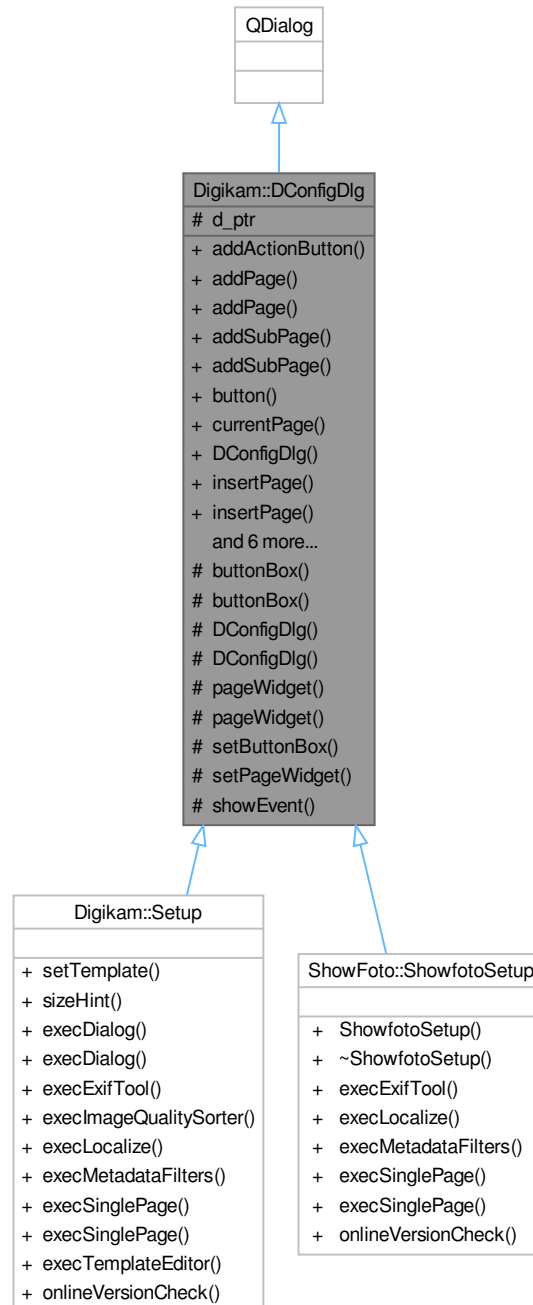 QDialog
Digikam::DConfigDlg
# d_ptr
+ addActionButton()
+ addPage()
+ addPage()
+ addSubPage()
+ addSubPage()
+ button()
+ currentPage()
+ DConfigDlg()
+ insertPage()
+ insertPage()
and 6 more...
# buttonBox()
# buttonBox()
# DConfigDlg()
# DConfigDlg()
# pageWidget()
# pageWidget()
# setButtonBox()
# setPageWidget()
# showEvent()
Digikam::Setup
+ setTemplate()
+ sizeHint()
+ execDialog()
+ execDialog()
+ execExifTool()
+ execImageQualitySorter()
+ execLocalize()
+ execMetadataFilters()
+ execSinglePage()
+ execSinglePage()
+ execTemplateEditor()
+ onlineVersionCheck()
ShowFoto::ShowfotoSetup
+ ShowfotoSetup()
+ ~ShowfotoSetup()
+ execExifTool()
+ execLocalize()
+ execMetadataFilters()
+ execSinglePage()
+ execSinglePage()
+ onlineVersionCheck()